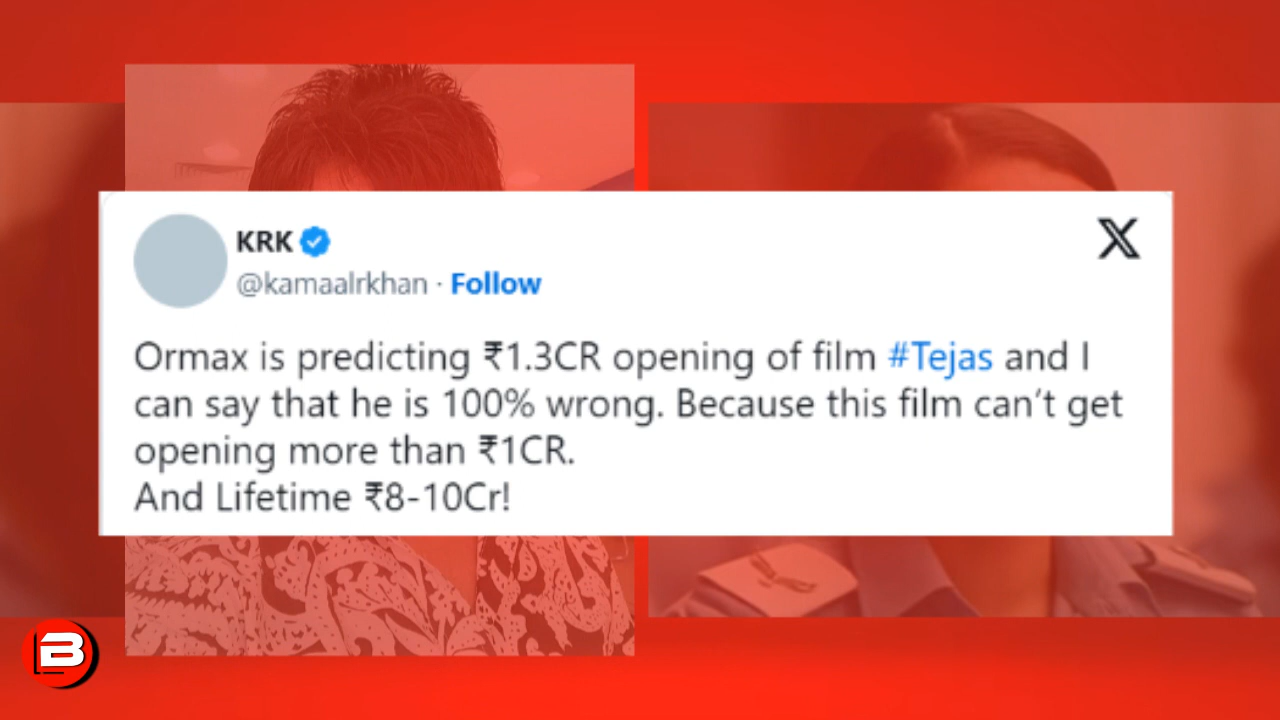 KRK
@kamaalrkhan · Follow
Ormax is predicting ₹1.3CR opening of film #Tejas and I
can say that he is 100% wrong. Because this film can’t get
opening more than ₹1CR.
And Lifetime ₹8-10Cr!
B